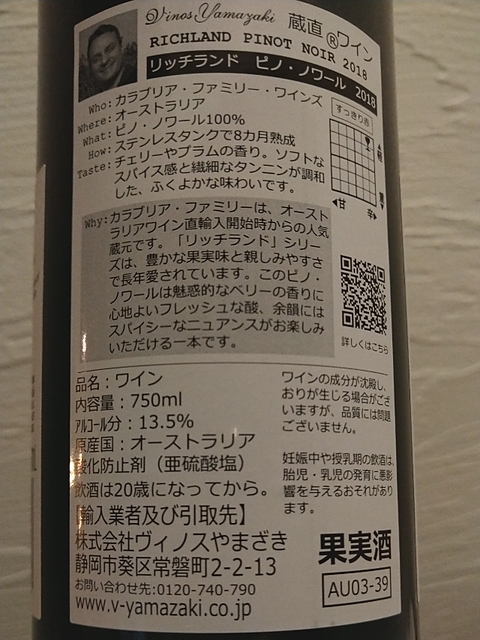 Vinos Yamazaki 蔵直®ワイン
RICHLAND PINOT NOIR 2018
リッチランド ピノ・ノワール 2018
Who: カラブリア・ファミリー・ワインズ
Where: オーストラリア
What: ピノ・ノワール100%
How: ステンレスタンクで8カ月熟成
Taste: チェリーやプラムの香り。ソフトな
スパイス感と繊細なタンニンが調和
した、ふくよかな味わいです。
すっきり赤
軽
重
◀甘
辛▶
Why: カラブリア・ファミリーは、オースト
ラリアワイン直輸入開始時からの人気
蔵元です。「リッチランド」シリー
ズは、豊かな果実味と親しみやすさ
で長年愛されています。このピノ・
ノワールは魅惑的なベリーの香りに
心地よいフレッシュな酸、余韻には
スパイシーなニュアンスがお楽しみ
いただける一本です。
詳しくはこちら
品名：ワイン
内容量：750ml
アルコール分：13.5%
原産国：オーストラリア
酸化防止剤（亜硫酸塩）
飲酒は20歳になってから。
【輸入業者及び引取先】
株式会社ヴィノスやまざき
静岡市葵区常磐町2-2-13
お問い合わせ先:0120-740-790
www.v-yamazaki.co.jp
ワインの成分が沈殿し、
おりが生じる場合がござ
いますが、品質には問題
ございません。
妊娠中や授乳期の飲酒は、
胎児・乳児の発育に悪影
響を与えるおそれがあり
ます。
果実酒
AU03-39